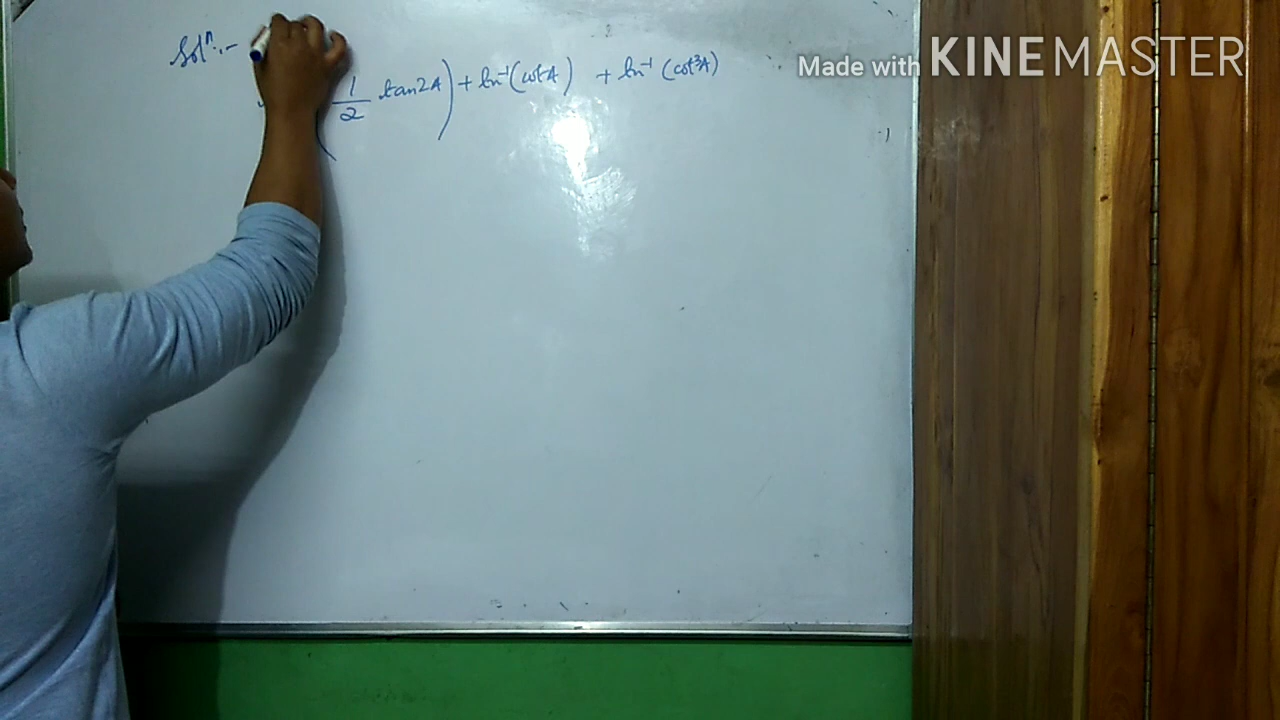 Made with KINEMASTER
Solⁿ:-
(1/2 tan2A) + tan⁻¹(cotA) + tan⁻¹(cot³A)